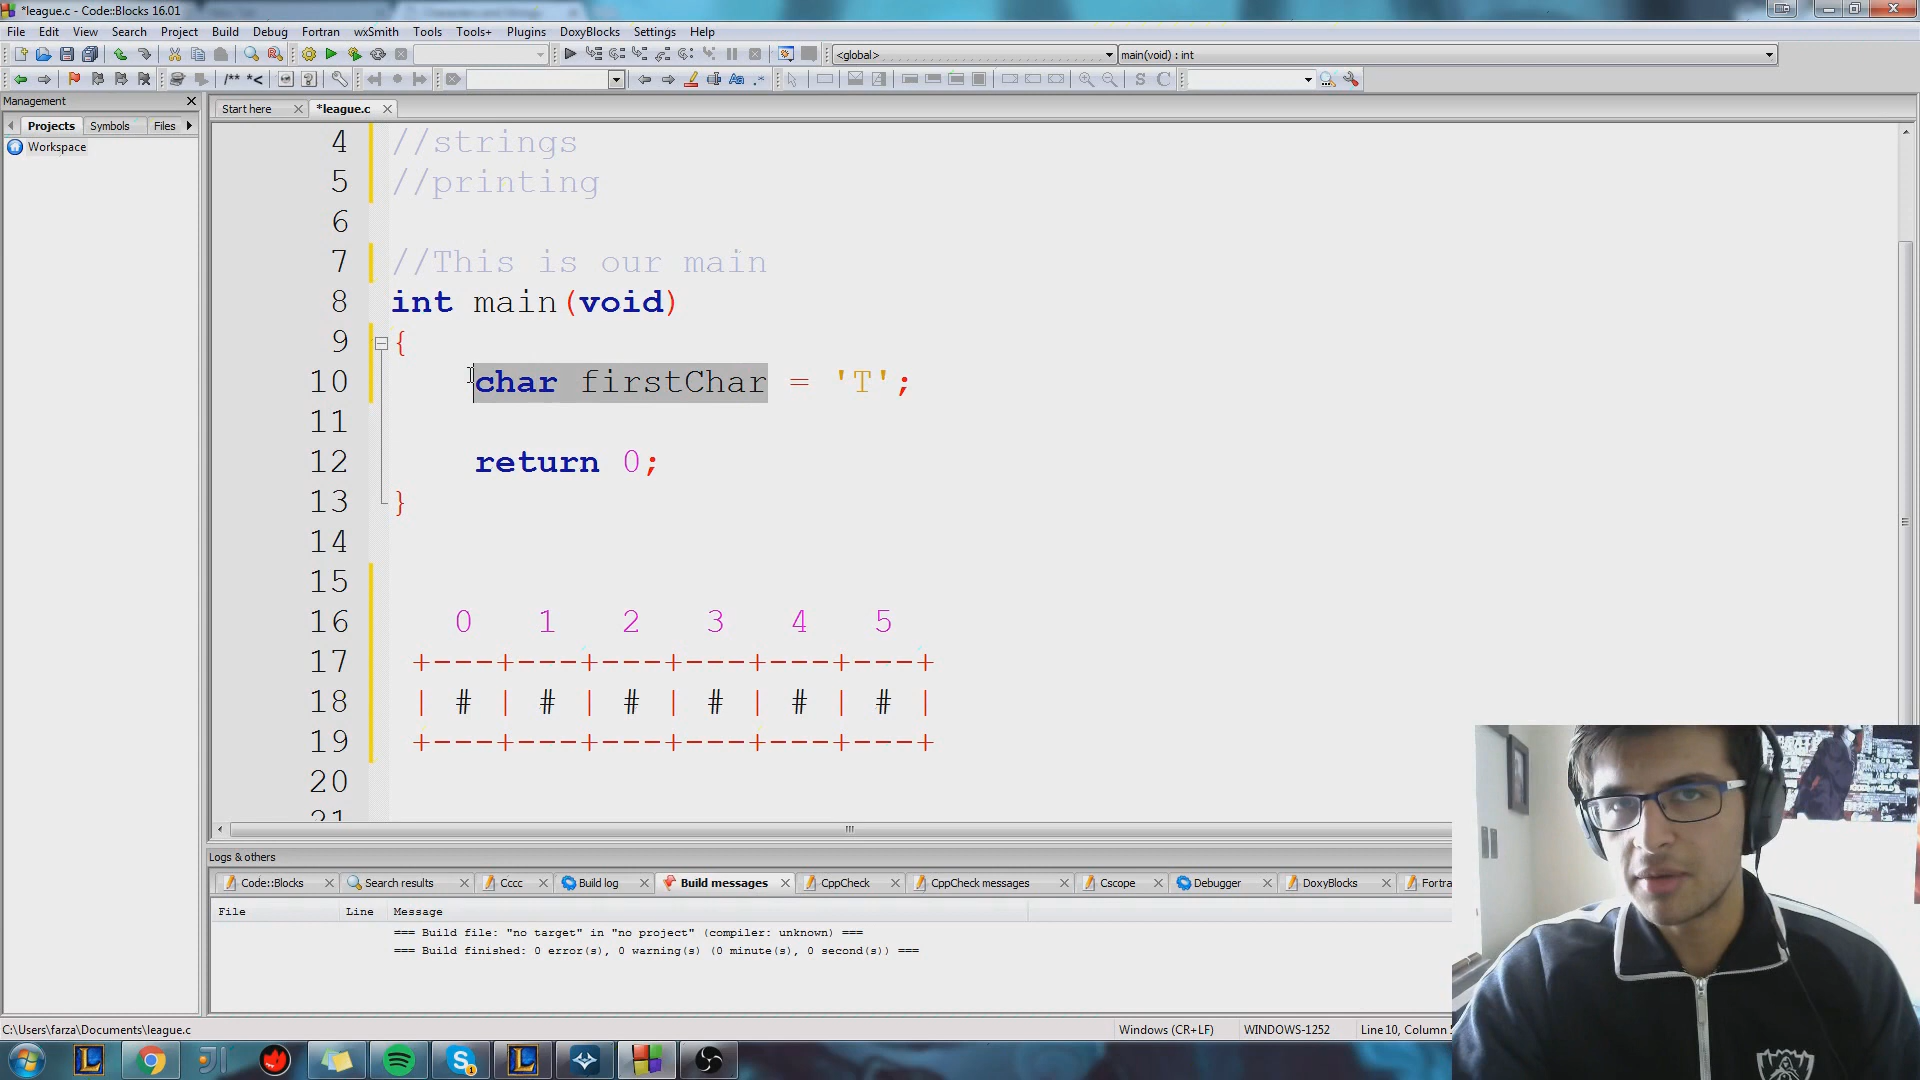 *league.c - Code::Blocks 16.01
File Edit View Search Project Build Debug Fortran wxSmith Tools Tools+ Plugins DoxyBlocks Settings Help
<global> main(void) : int
/** *<
S C
Management
Start here *league.c
Projects Symbols Files
Workspace
4 //strings
5 //printing
6
7 //This is our main
8 int main(void)
9 {
10 char firstChar = 'T';
11
12 return 0;
13 }
14
15
16 0 1 2 3 4 5
17 +---+---+---+---+---+---+
18 | # | # | # | # | # | # |
19 +---+---+---+---+---+---+
20
21
Logs & others
Code::Blocks Search results Cccc Build log Build messages CppCheck CppCheck messages Cscope Debugger DoxyBlocks Fortra
File Line Message
=== Build file: "no target" in "no project" (compiler: unknown) ===
=== Build finished: 0 error(s), 0 warning(s) (0 minute(s), 0 second(s)) ===
C:\Users\farza\Documents\league.c Windows (CR+LF) WINDOWS-1252 Line 10, Column